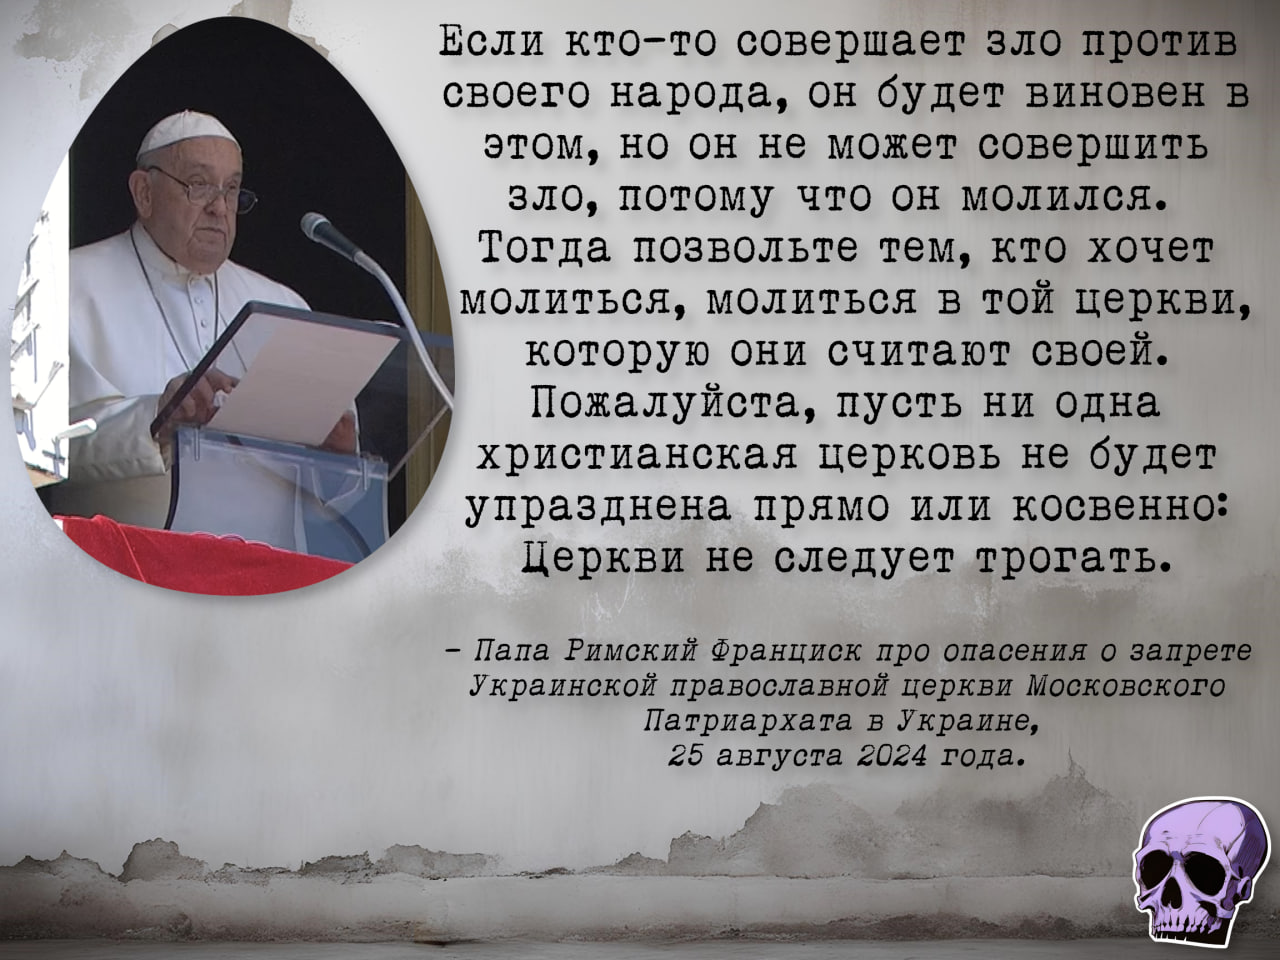 Если кто-то совершает зло против
своего народа, он будет виновен в
этом, но он не может совершить
зло, потому что он молился.
Тогда позвольте тем, кто хочет
молиться, молиться в той церкви,
которую они считают своей.
Пожалуйста, пусть ни одна
христианская церковь не будет
упразднена прямо или косвенно:
Церкви не следует трогать.
– Папа Римский Франциск про опасения о запрете
Украинской православной церкви Московского
Патриархата в Украине,
25 августа 2024 года.